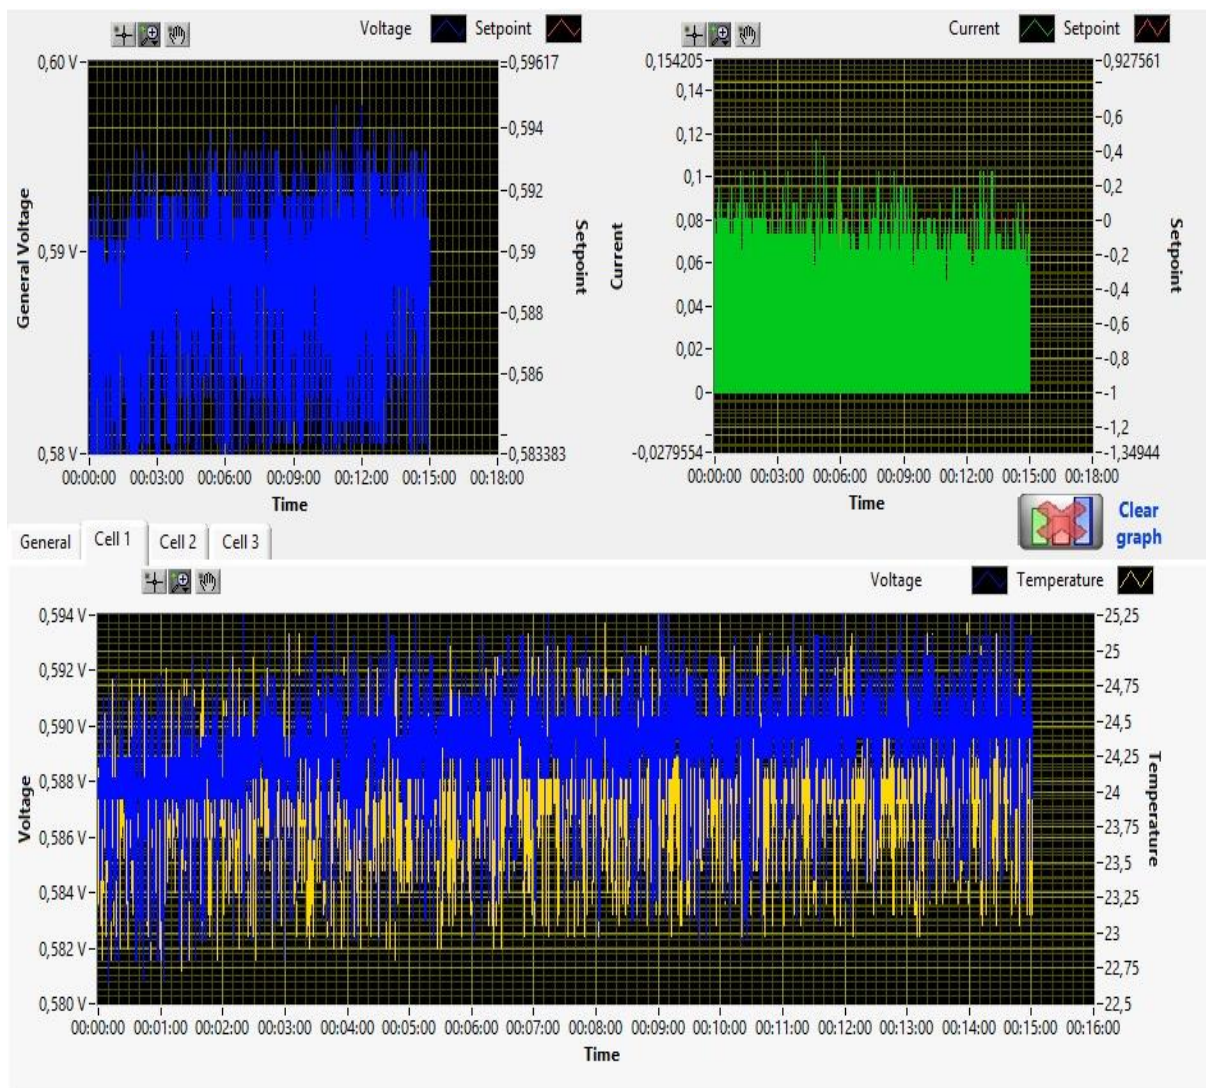 Voltage Setpoint
0,60 V
0,59 V
0,58 V
General Voltage
0,59617
0,594
0,592
0,59
0,588
0,586
0,583383
Setpoint
00:00:00 00:03:00 00:06:00 00:09:00 00:12:00 00:15:00 00:18:00
Time
Current Setpoint
0,154205
0,14
0,12
0,1
0,08
0,06
0,04
0,02
0
-0,0279554
Current
-0,927561
-0,6
-0,4
-0,2
-0
-0,2
-0,4
-0,6
-0,8
-1
-1,2
-1,34944
Setpoint
00:00:00 00:03:00 00:06:00 00:09:00 00:12:00 00:15:00 00:18:00
Time
Clear
graph
General Cell 1 Cell 2 Cell 3
Voltage Temperature
0,594 V
0,592 V
0,590 V
0,588 V
0,586 V
0,584 V
0,582 V
0,580 V
Voltage
25,25
25
24,75
24,5
24,25
24
23,75
23,5
23,25
23
22,75
22,5
Temperature
00:00:00 00:01:00 00:02:00 00:03:00 00:04:00 00:05:00 00:06:00 00:07:00 00:08:00 00:09:00 00:10:00 00:11:00 00:12:00 00:13:00 00:14:00 00:15:00 00:16:00
Time